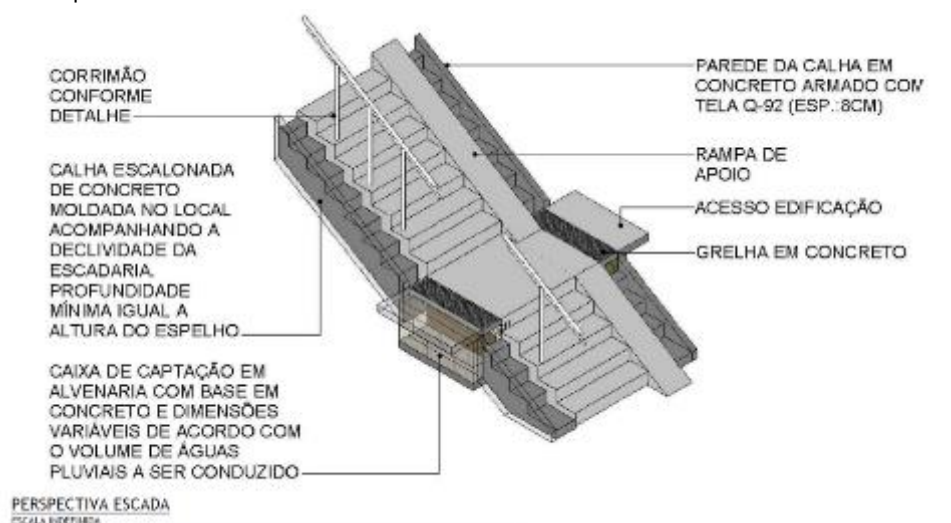 CORRIMÃO
CONFORME
DETALHE
CALHA ESCALONADA
DE CONCRETO
MOLDADA NO LOCAL
ACOMPANHANDO A
DECLIVIDADE DA
ESCADARIA.
PROFUNDIDADE
MÍNIMA IGUAL A
ALTURA DO ESPELHO
CAIXA DE CAPTAÇÃO EM
ALVENARIA COM BASE EM
CONCRETO E DIMENSÕES
VARIÁVEIS DE ACORDO COM
O VOLUME DE ÁGUAS
PLUVIAIS A SER CONDUZIDO
PAREDE DA CALHA EM
CONCRETO ARMADO COM
TELA Q-92 (ESP.:8CM)
RAMPA DE
APOIO
ACESSO EDIFICAÇÃO
GRELHA EM CONCRETO
PERSPECTIVA ESCADA
ESCALA INDEFINIDA